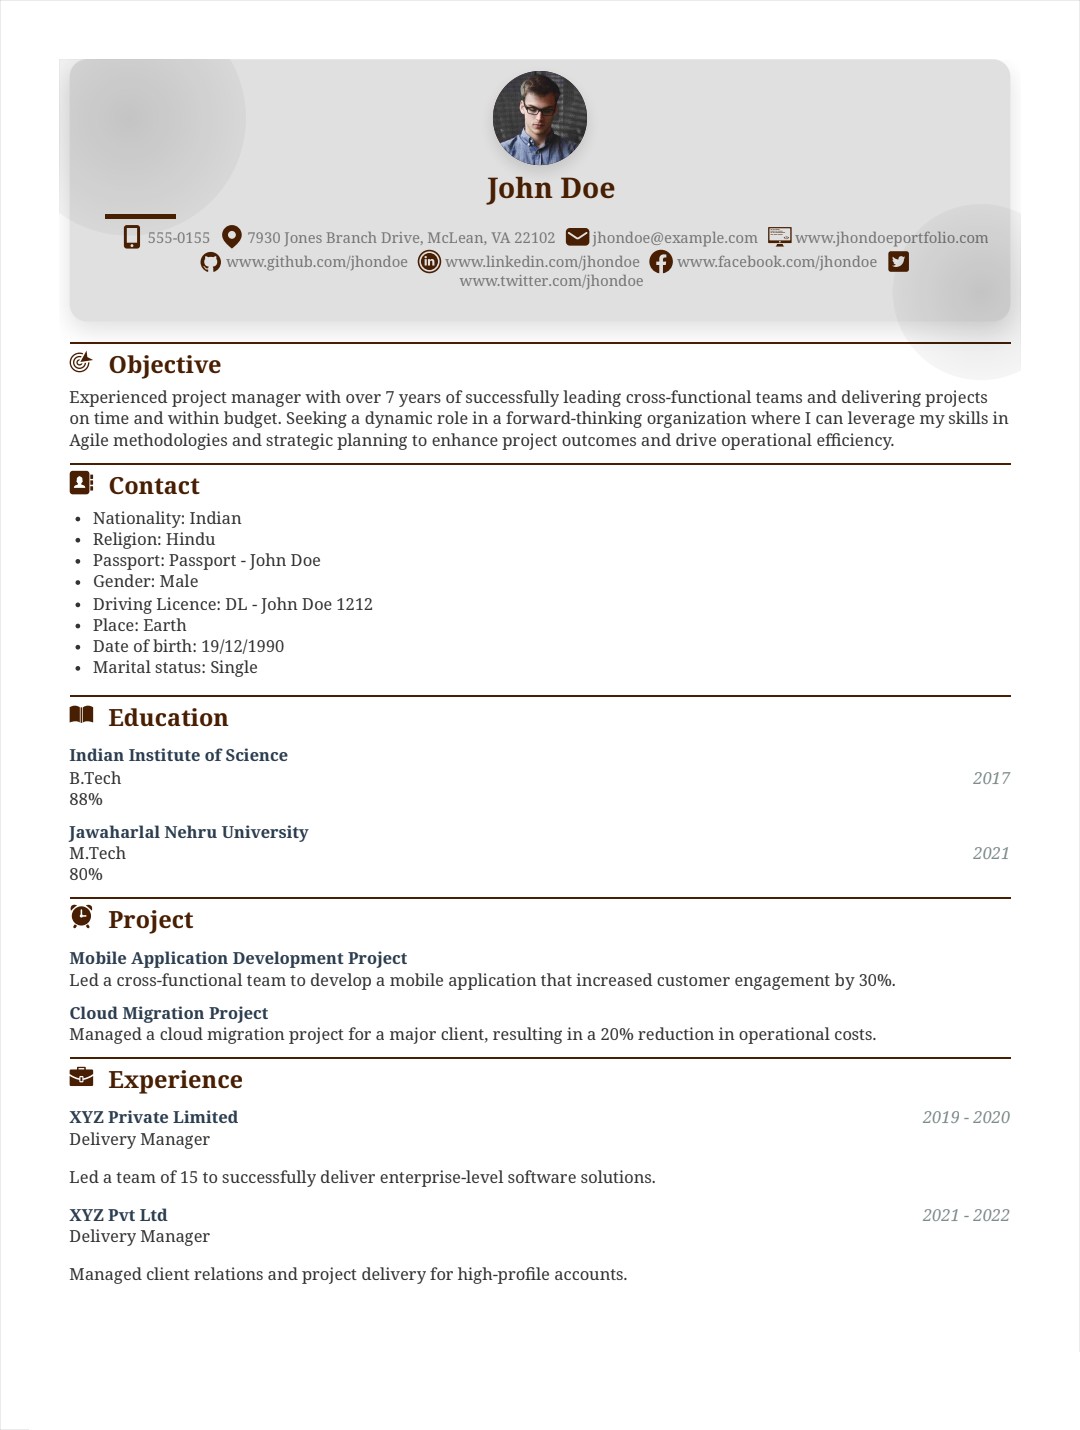 John Doe
555-0155 7930 Jones Branch Drive, McLean, VA 22102 jhondoe@example.com www.jhondoeportfolio.com
www.github.com/jhondoe www.linkedin.com/jhondoe www.facebook.com/jhondoe
www.twitter.com/jhondoe
Objective
Experienced project manager with over 7 years of successfully leading cross-functional teams and delivering projects
on time and within budget. Seeking a dynamic role in a forward-thinking organization where I can leverage my skills in
Agile methodologies and strategic planning to enhance project outcomes and drive operational efficiency.
Contact
• Nationality: Indian
• Religion: Hindu
• Passport: Passport - John Doe
• Gender: Male
• Driving Licence: DL - John Doe 1212
• Place: Earth
• Date of birth: 19/12/1990
• Marital status: Single
Education
Indian Institute of Science
B.Tech 2017
88%
Jawaharlal Nehru University
M.Tech 2021
80%
Project
Mobile Application Development Project
Led a cross-functional team to develop a mobile application that increased customer engagement by 30%.
Cloud Migration Project
Managed a cloud migration project for a major client, resulting in a 20% reduction in operational costs.
Experience
XYZ Private Limited 2019 - 2020
Delivery Manager
Led a team of 15 to successfully deliver enterprise-level software solutions.
XYZ Pvt Ltd 2021 - 2022
Delivery Manager
Managed client relations and project delivery for high-profile accounts.